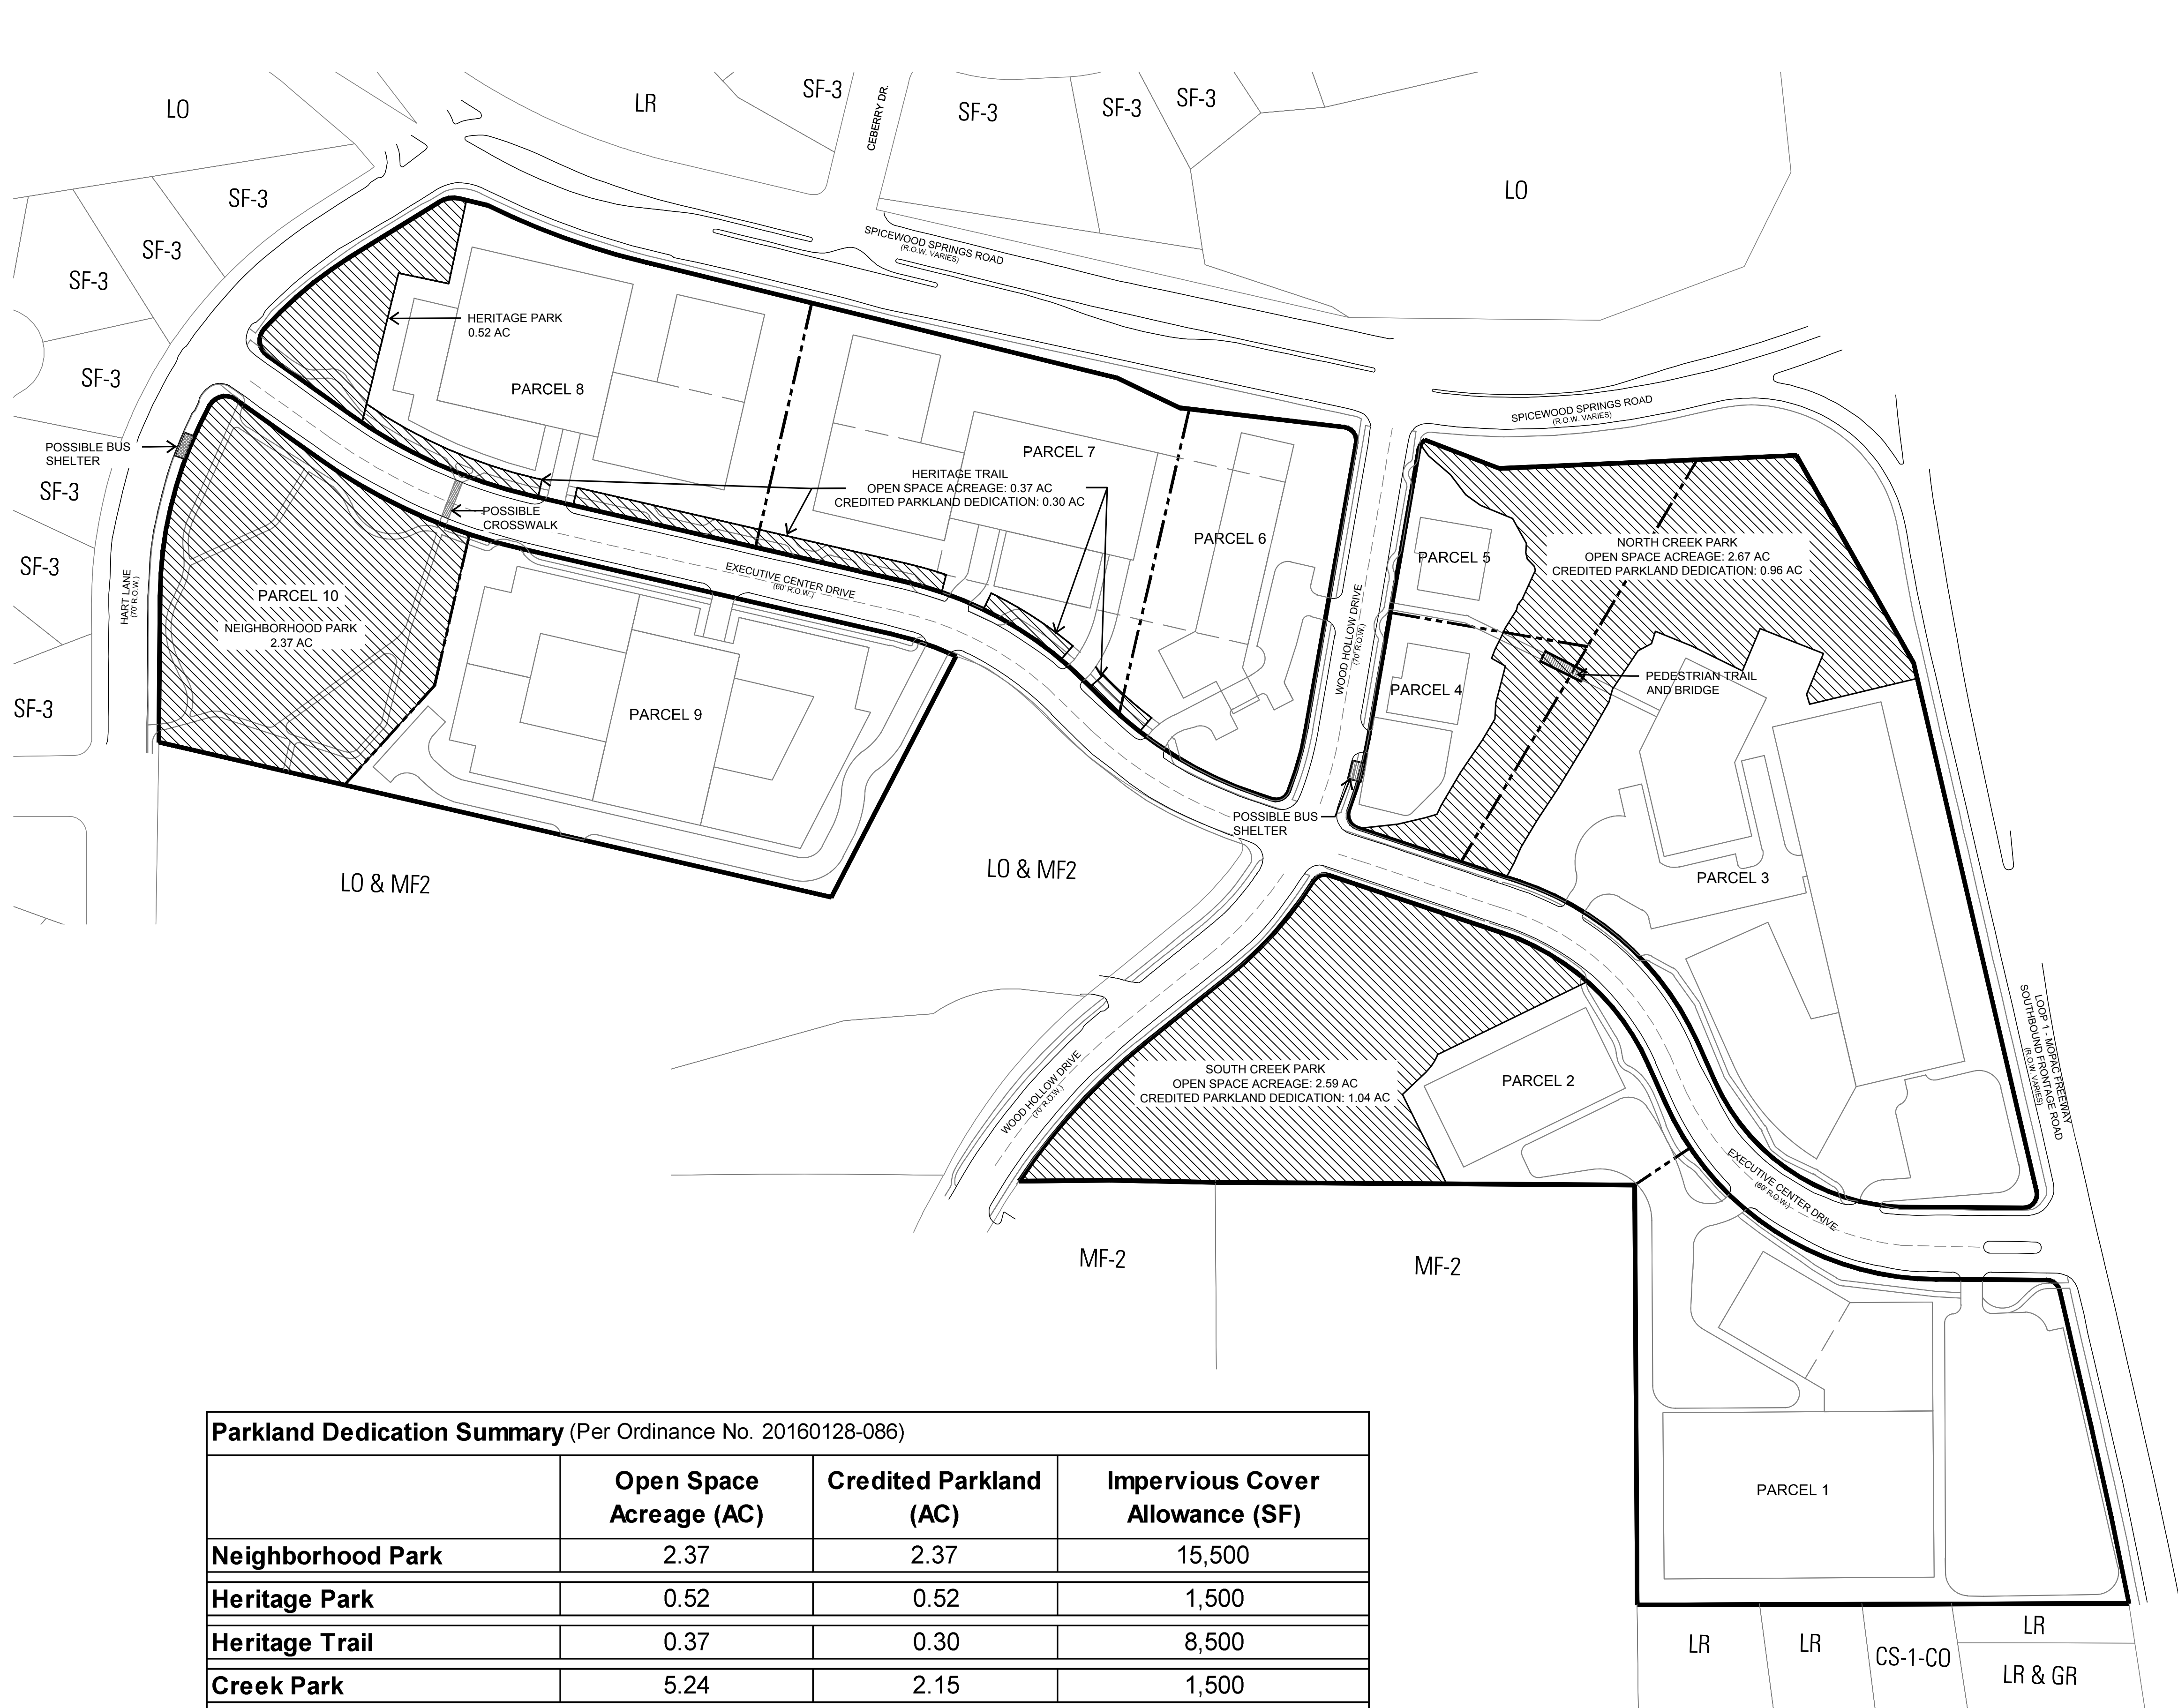 LO
LR
SF-3
CEBERRY DR.
SF-3
SF-3
SF-3
LO
SF-3
SF-3
SF-3
SF-3
SF-3
SF-3
SF-3
SPICEWOOD SPRINGS ROAD
(R.O.W. VARIES)
HERITAGE PARK
0.52 AC
PARCEL 8
SPICEWOOD SPRINGS ROAD
(R.O.W. VARIES)
POSSIBLE BUS
SHELTER
PARCEL 7
HERITAGE TRAIL
OPEN SPACE ACREAGE: 0.37 AC
CREDITED PARKLAND DEDICATION: 0.30 AC
POSSIBLE
CROSSWALK
PARCEL 6
PARCEL 5
NORTH CREEK PARK
OPEN SPACE ACREAGE: 2.67 AC
CREDITED PARKLAND DEDICATION: 0.96 AC
EXECUTIVE CENTER DRIVE
(60' R.O.W.)
HART LANE
(70' R.O.W.)
PARCEL 10
NEIGHBORHOOD PARK
2.37 AC
WOOD HOLLOW DRIVE
(70' R.O.W.)
PARCEL 4
PEDESTRIAN TRAIL
AND BRIDGE
PARCEL 9
POSSIBLE BUS
SHELTER
LO & MF2
LO & MF2
PARCEL 3
LOOP 1 - MOPAC FREEWAY
SOUTHBOUND FRONTAGE ROAD
(R.O.W. VARIES)
WOOD HOLLOW DRIVE
(70' R.O.W.)
SOUTH CREEK PARK
OPEN SPACE ACREAGE: 2.59 AC
CREDITED PARKLAND DEDICATION: 1.04 AC
PARCEL 2
EXECUTIVE CENTER DRIVE
(60' R.O.W.)
MF-2
MF-2
PARCEL 1
LR
LR
CS-1-CO
LR
LR & GR
Parkland Dedication Summary (Per Ordinance No. 20160128-086)
Open Space Acreage (AC) Credited Parkland (AC) Impervious Cover Allowance (SF)
Neighborhood Park 2.37 2.37 15,500
Heritage Park 0.52 0.52 1,500
Heritage Trail 0.37 0.30 8,500
Creek Park 5.24 2.15 1,500